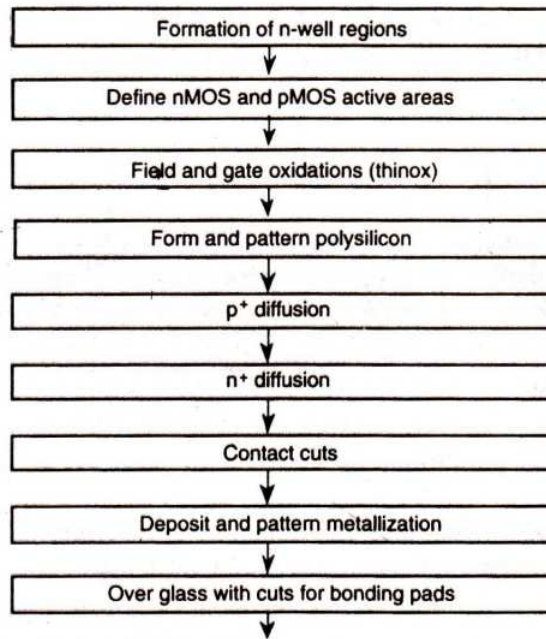 Formation of n-well regions
Define nMOS and pMOS active areas
Field and gate oxidations (thinox)
Form and pattern polysilicon
p⁺ diffusion
n⁺ diffusion
Contact cuts
Deposit and pattern metallization
Over glass with cuts for bonding pads